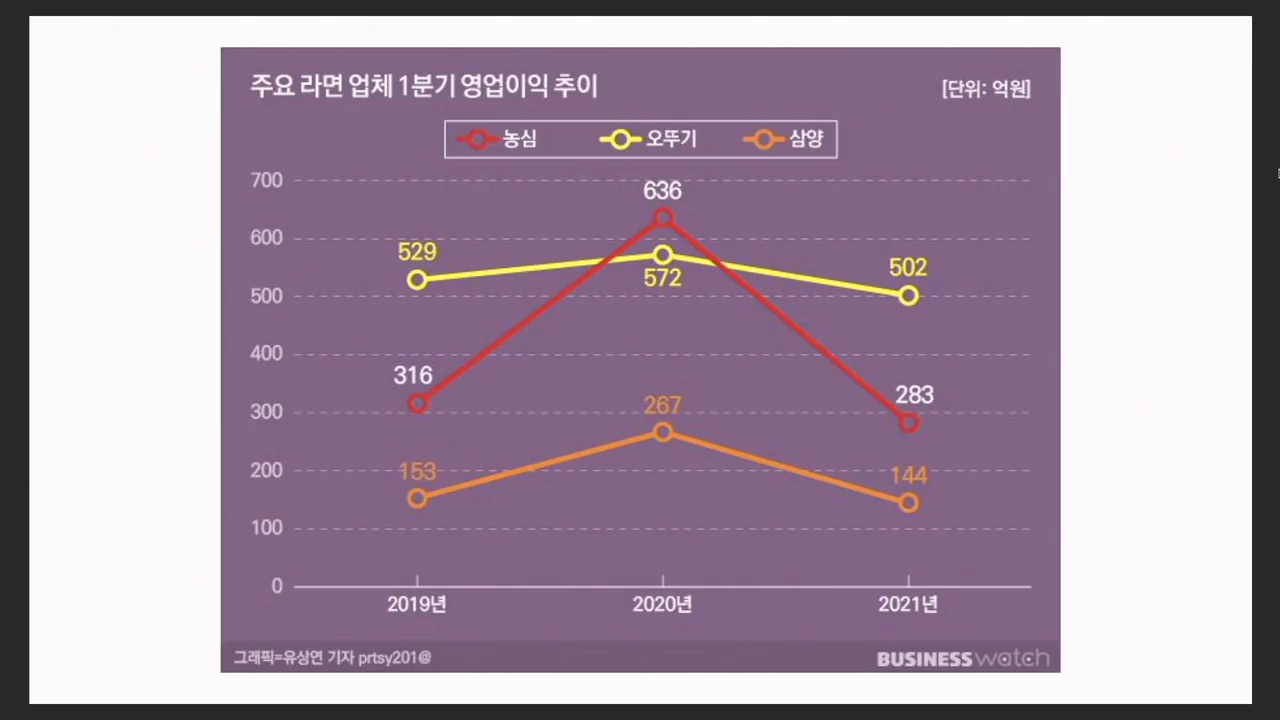 주요 라면 업체 1분기 영업이익 추이
[단위: 억원]
농심 오뚜기 삼양
700
636
600
529
572
502
500
400
316
283
300
267
200
153
144
100
0
2019년 2020년 2021년
그래픽=유상연 기자 prtsy201@
BUSINESSwatch